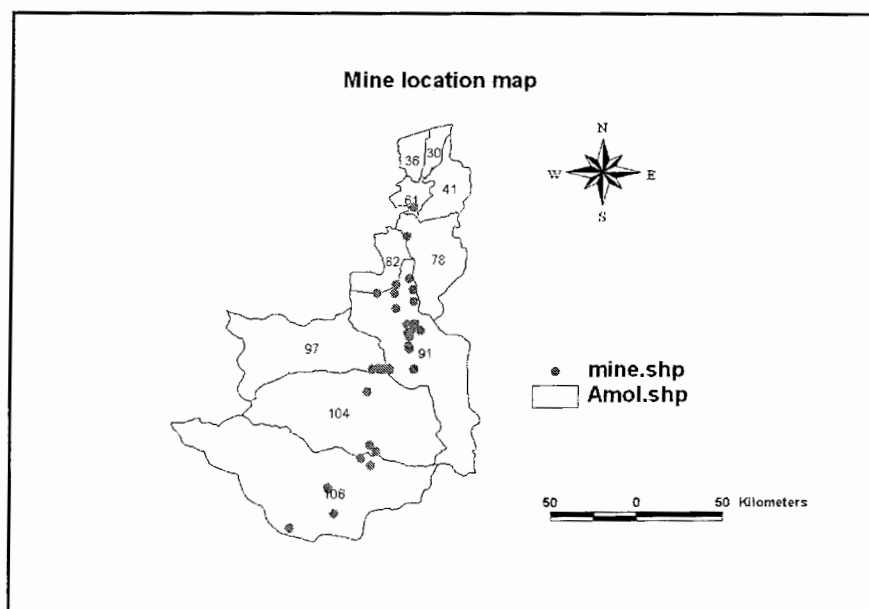 Mine location map
N
W E
S
36 30
41
61
82 78
97 91
104
106
mine.shp
Amol.shp
50 0 50 Kilometers